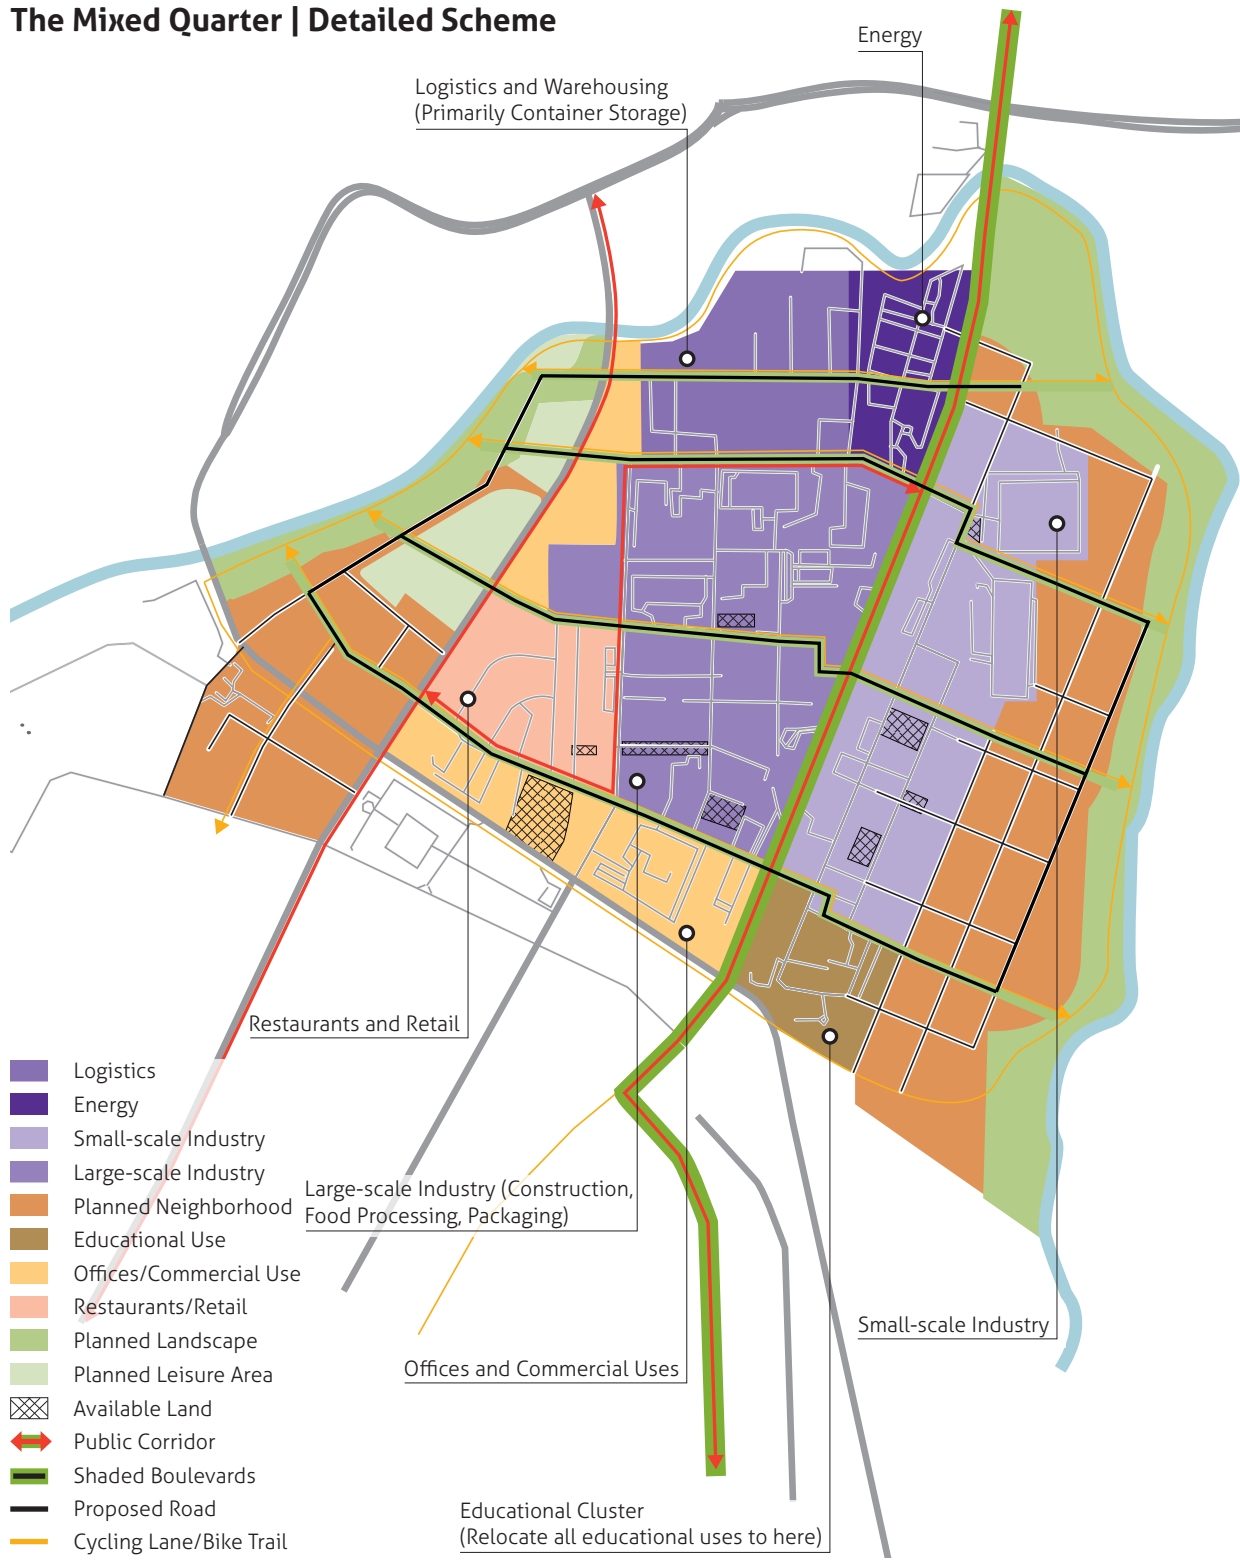 The Mixed Quarter | Detailed Scheme
Energy
Logistics and Warehousing
(Primarily Container Storage)
Restaurants and Retail
Logistics
Energy
Small-scale Industry
Large-scale Industry
Planned Neighborhood
Educational Use
Offices/Commercial Use
Restaurants/Retail
Planned Landscape
Planned Leisure Area
Available Land
Public Corridor
Shaded Boulevards
Proposed Road
Cycling Lane/Bike Trail
Large-scale Industry (Construction,
Food Processing, Packaging)
Small-scale Industry
Offices and Commercial Uses
Educational Cluster
(Relocate all educational uses to here)